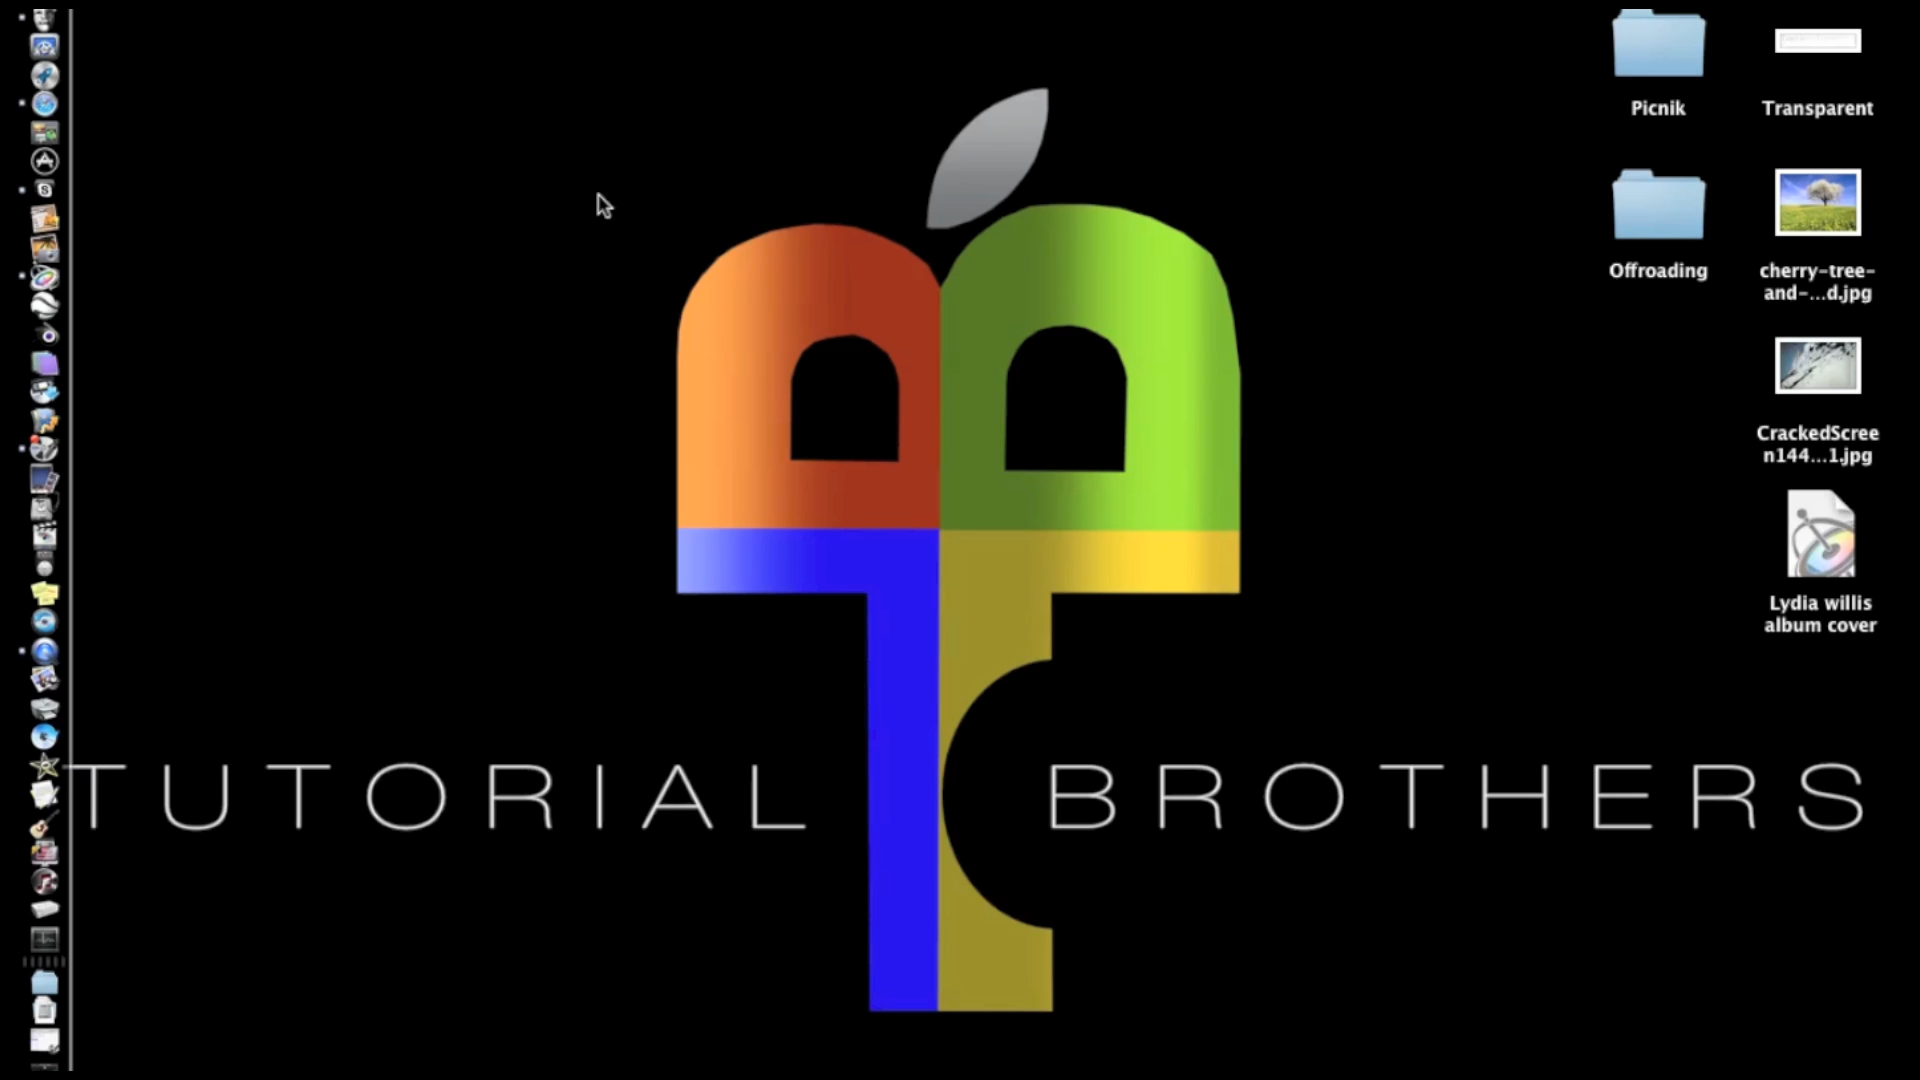 Picnik
Transparent
Offroading
cherry-tree-
and-...d.jpg
CrackedScree
n144...1.jpg
Lydia willis
album cover
TUTORIAL BROTHERS